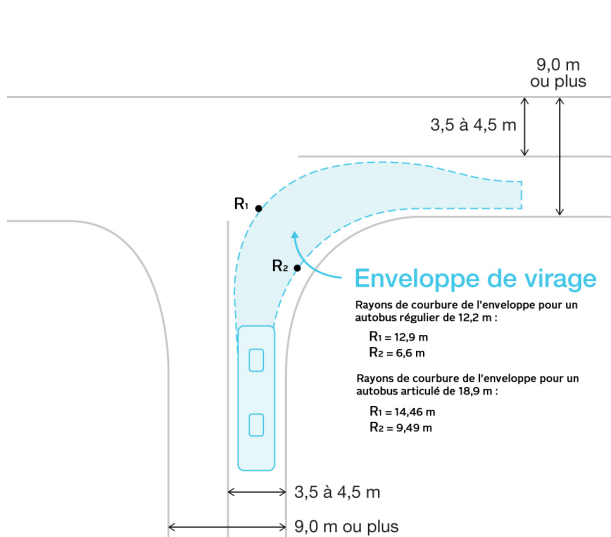 9,0 m
ou plus
3,5 à 4,5 m
R1
R2
Enveloppe de virage
Rayons de courbure de l'enveloppe pour un
autobus régulier de 12,2 m :
R1 = 12,9 m
R2 = 6,6 m
Rayons de courbure de l'enveloppe pour un
autobus articulé de 18,9 m :
R1 = 14,46 m
R2 = 9,49 m
3,5 à 4,5 m
9,0 m ou plus